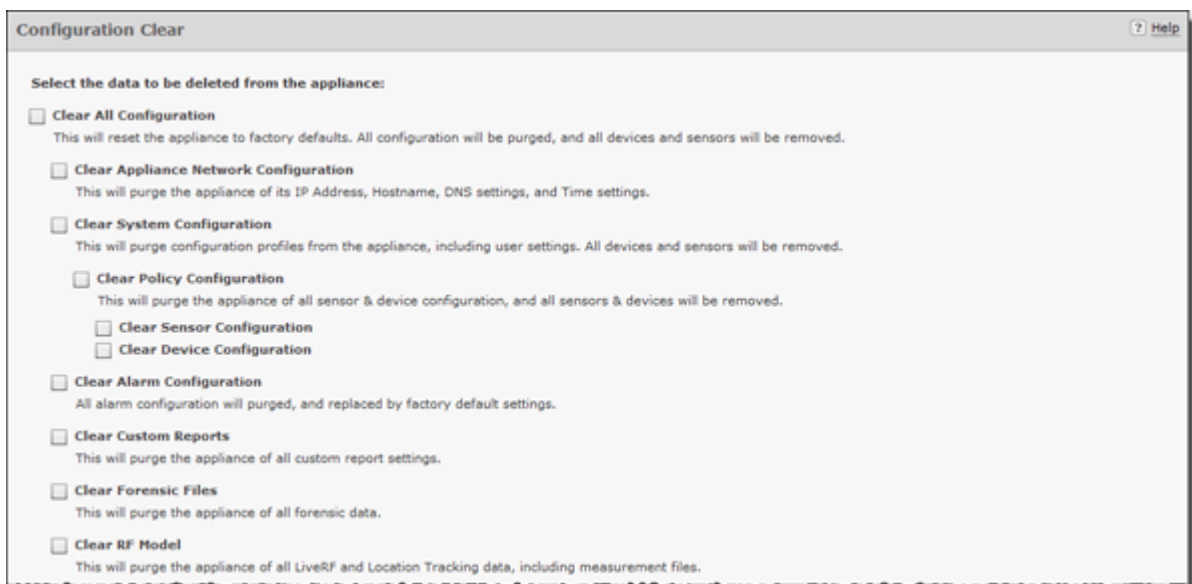 Configuration Clear
? Help
Select the data to be deleted from the appliance:
Clear All Configuration
This will reset the appliance to factory defaults. All configuration will be purged, and all devices and sensors will be removed.
Clear Appliance Network Configuration
This will purge the appliance of its IP Address, Hostname, DNS settings, and Time settings.
Clear System Configuration
This will purge configuration profiles from the appliance, including user settings. All devices and sensors will be removed.
Clear Policy Configuration
This will purge the appliance of all sensor & device configuration, and all sensors & devices will be removed.
Clear Sensor Configuration
Clear Device Configuration
Clear Alarm Configuration
All alarm configuration will purged, and replaced by factory default settings.
Clear Custom Reports
This will purge the appliance of all custom report settings.
Clear Forensic Files
This will purge the appliance of all forensic data.
Clear RF Model
This will purge the appliance of all LiveRF and Location Tracking data, including measurement files.